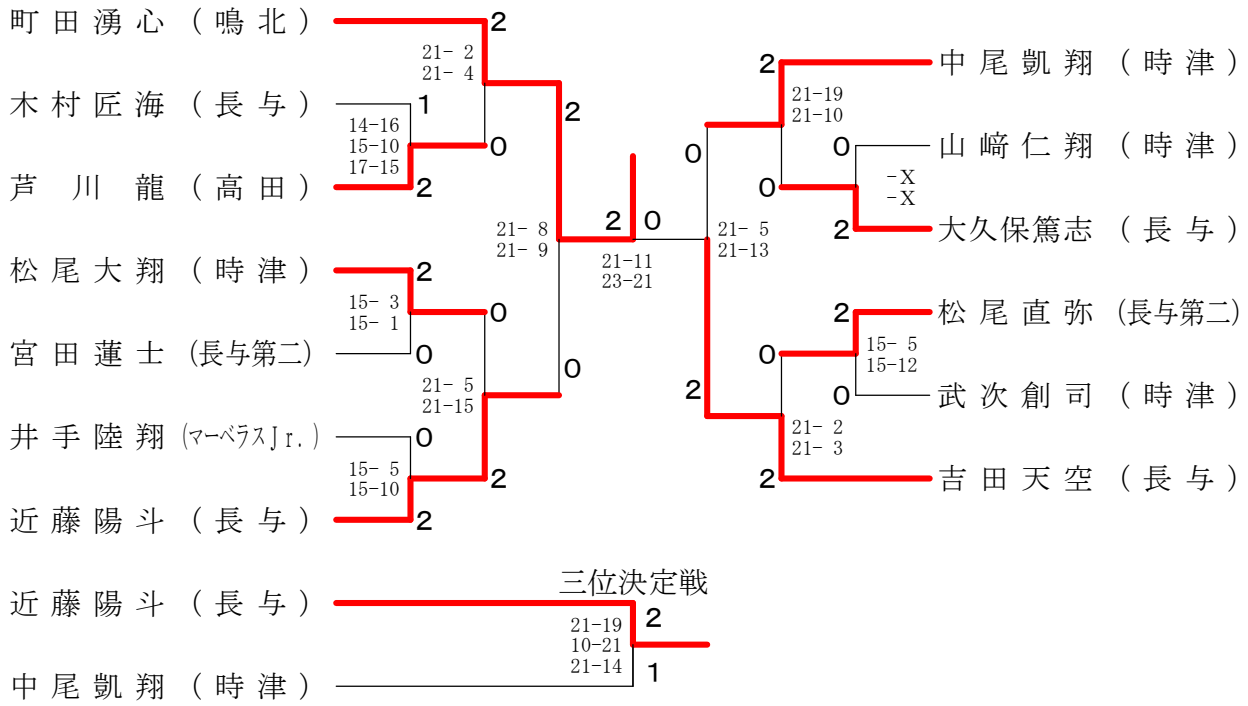 町田湧心 (鳴北)
2
21- 2
21- 4
木村匠海 (長与)
1
14-16
15-10
17-15
0
芦川龍 (高田)
2
2
21- 8
21- 9
松尾大翔 (時津)
2
15- 3
15- 1
0
宮田蓮士 (長与第二)
0
21- 5
21-15
0
井手陸翔 (マーベラスJr.)
0
15- 5
15-10
2
近藤陽斗 (長与)
2
2
0
21-11
23-21
中尾凱翔 (時津)
2
21-19
21-10
0
山﨑仁翔 (時津)
0
-X
-X
0
大久保篤志 (長与)
2
21- 5
21-13
松尾直弥 (長与第二)
2
15- 5
15-12
0
武次創司 (時津)
0
2
21- 2
21- 3
吉田天空 (長与)
2
三位決定戦
近藤陽斗 (長与)
2
21-19
10-21
21-14
中尾凱翔 (時津)
1